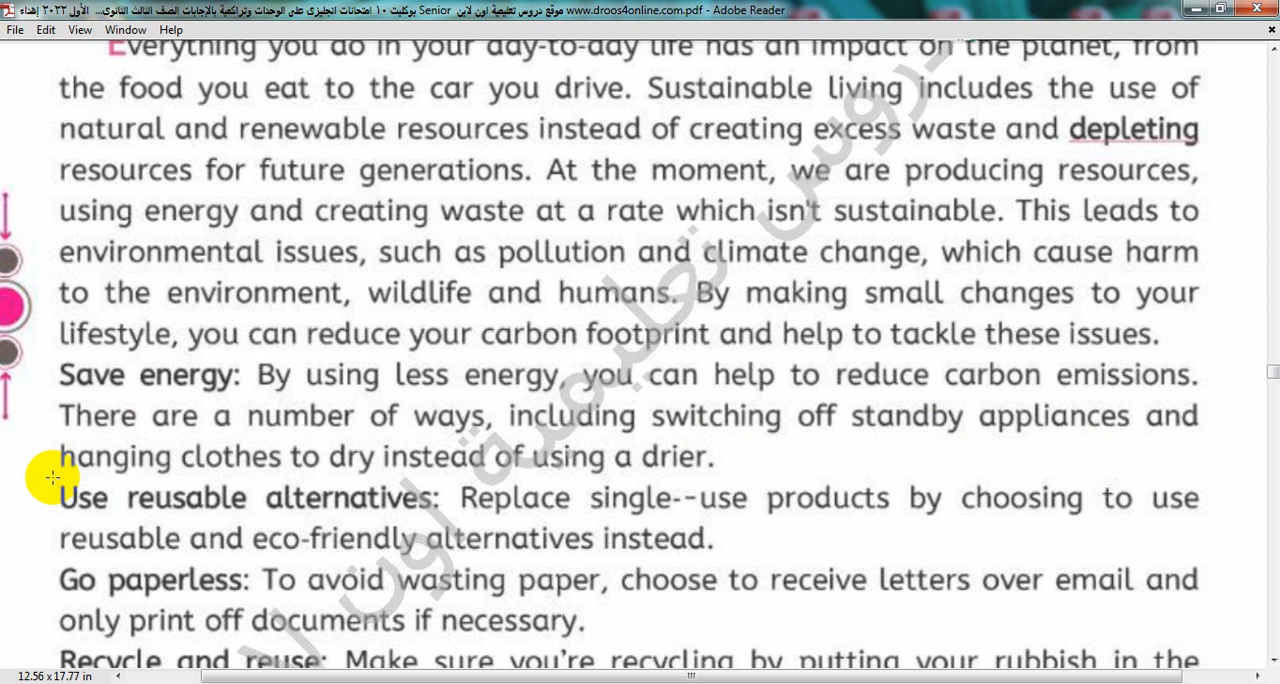 موقع دروس تعليمية اون لاين www.droos4online.com.pdf - Adobe Reader بوكليت ١٠ امتحانات انجليزى على الوحدات وتراكمية بالإجابات الصف الثالث الثانوى... الأول ٢٠٢٢ إهداء Senior
File Edit View Window Help
Everything you do in your day-to-day life has an impact on the planet, from
the food you eat to the car you drive. Sustainable living includes the use of
natural and renewable resources instead of creating excess waste and depleting
resources for future generations. At the moment, we are producing resources,
using energy and creating waste at a rate which isn't sustainable. This leads to
environmental issues, such as pollution and climate change, which cause harm
to the environment, wildlife and humans. By making small changes to your
lifestyle, you can reduce your carbon footprint and help to tackle these issues.
Save energy: By using less energy, you can help to reduce carbon emissions.
There are a number of ways, including switching off standby appliances and
hanging clothes to dry instead of using a drier.
Use reusable alternatives: Replace single--use products by choosing to use
reusable and eco-friendly alternatives instead.
Go paperless: To avoid wasting paper, choose to receive letters over email and
only print off documents if necessary.
Recycle and reuse: Make sure you're recycling by putting your rubbish in the
دروس تعليمية اون
12.56 x 17.77 in